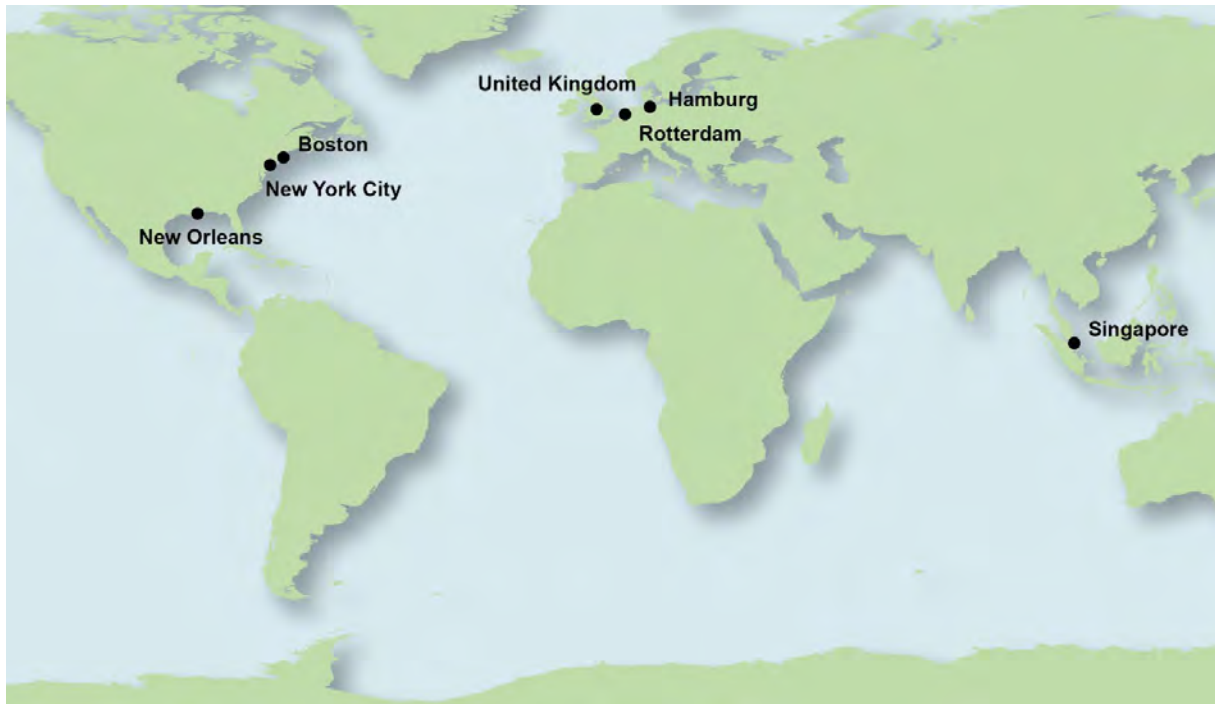 United Kingdom
Hamburg
Rotterdam
Boston
New York City
New Orleans
Singapore